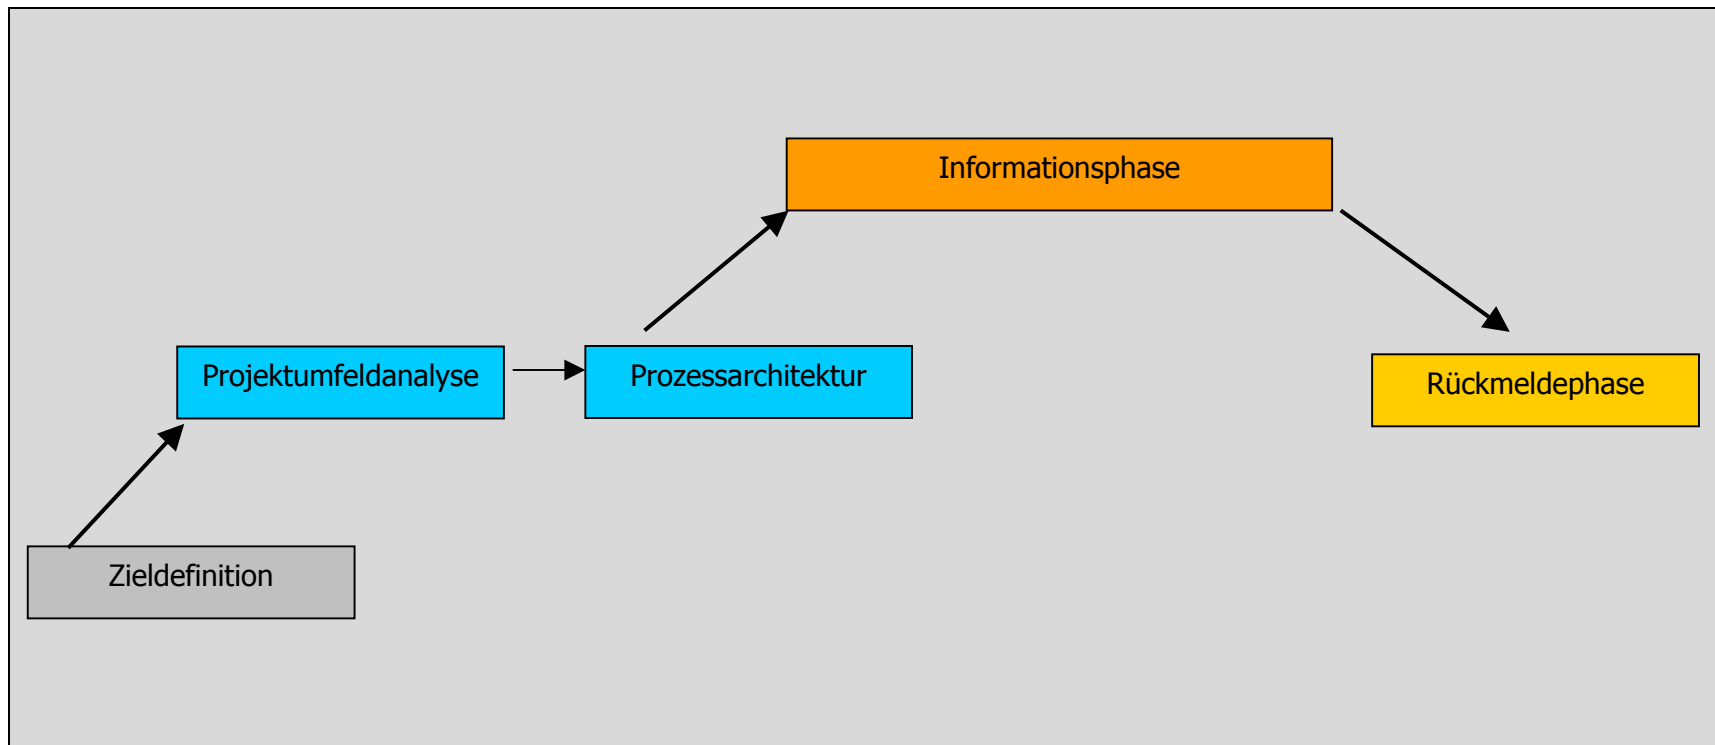 Informationsphase
Projektumfeldanalyse
Prozessarchitektur
Rückmeldephase
Zieldefinition